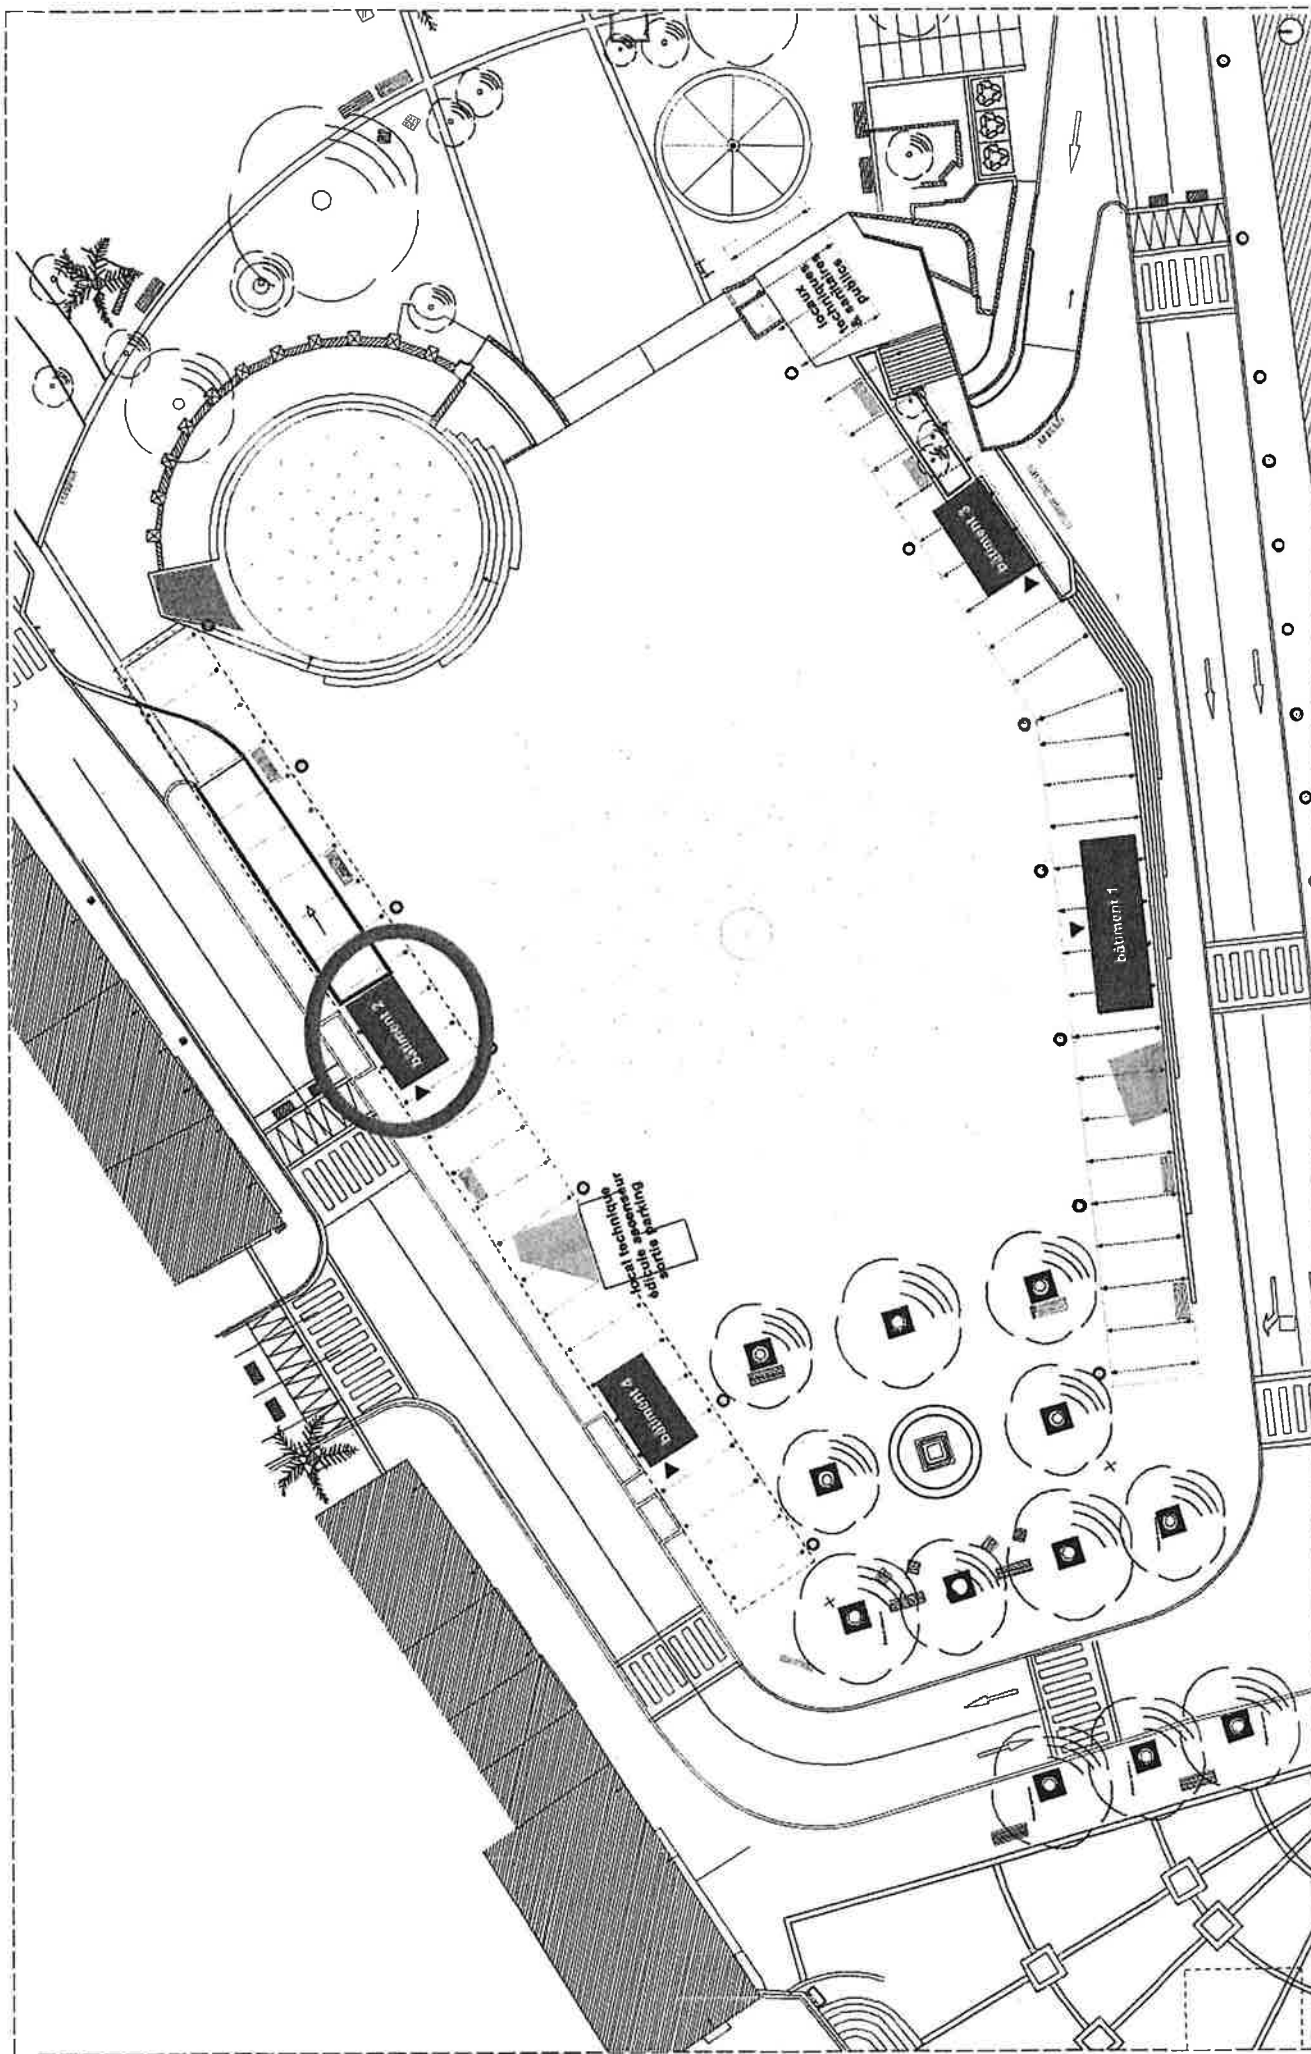 locaux
techniques
& sanitaires
publics
bâtiment 3
bâtiment 1
bâtiment 2
local technique
édicule ascenseur
sortie parking
bâtiment 4